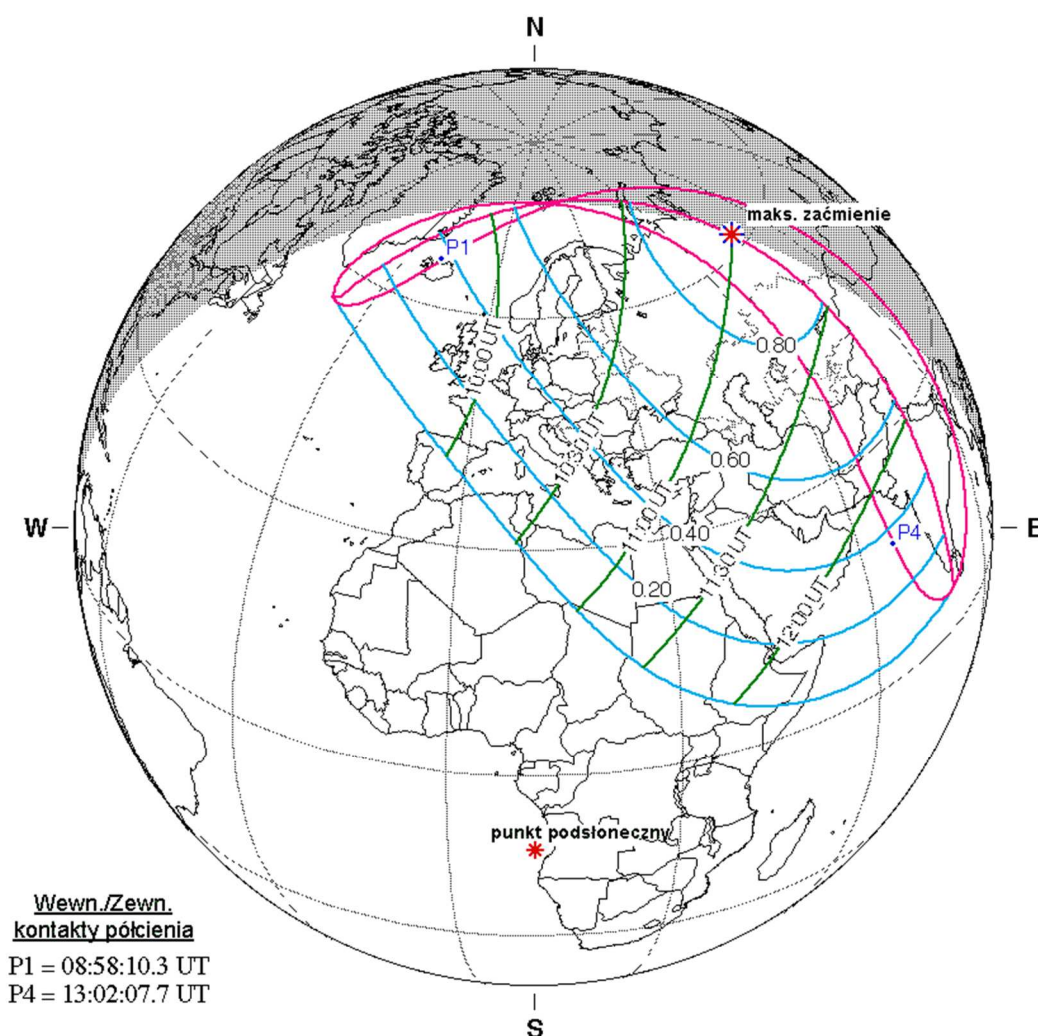 N
maks. zaćmienie
P1
10:00 UT
0.80
10:30 UT
0.60
W
11:00 UT
0.40
11:30 UT
P4
E
0.20
12:00 UT
punkt podsłoneczny
Wewn./Zewn.
kontakty półcienia
P1 = 08:58:10.3 UT
P4 = 13:02:07.7 UT
S